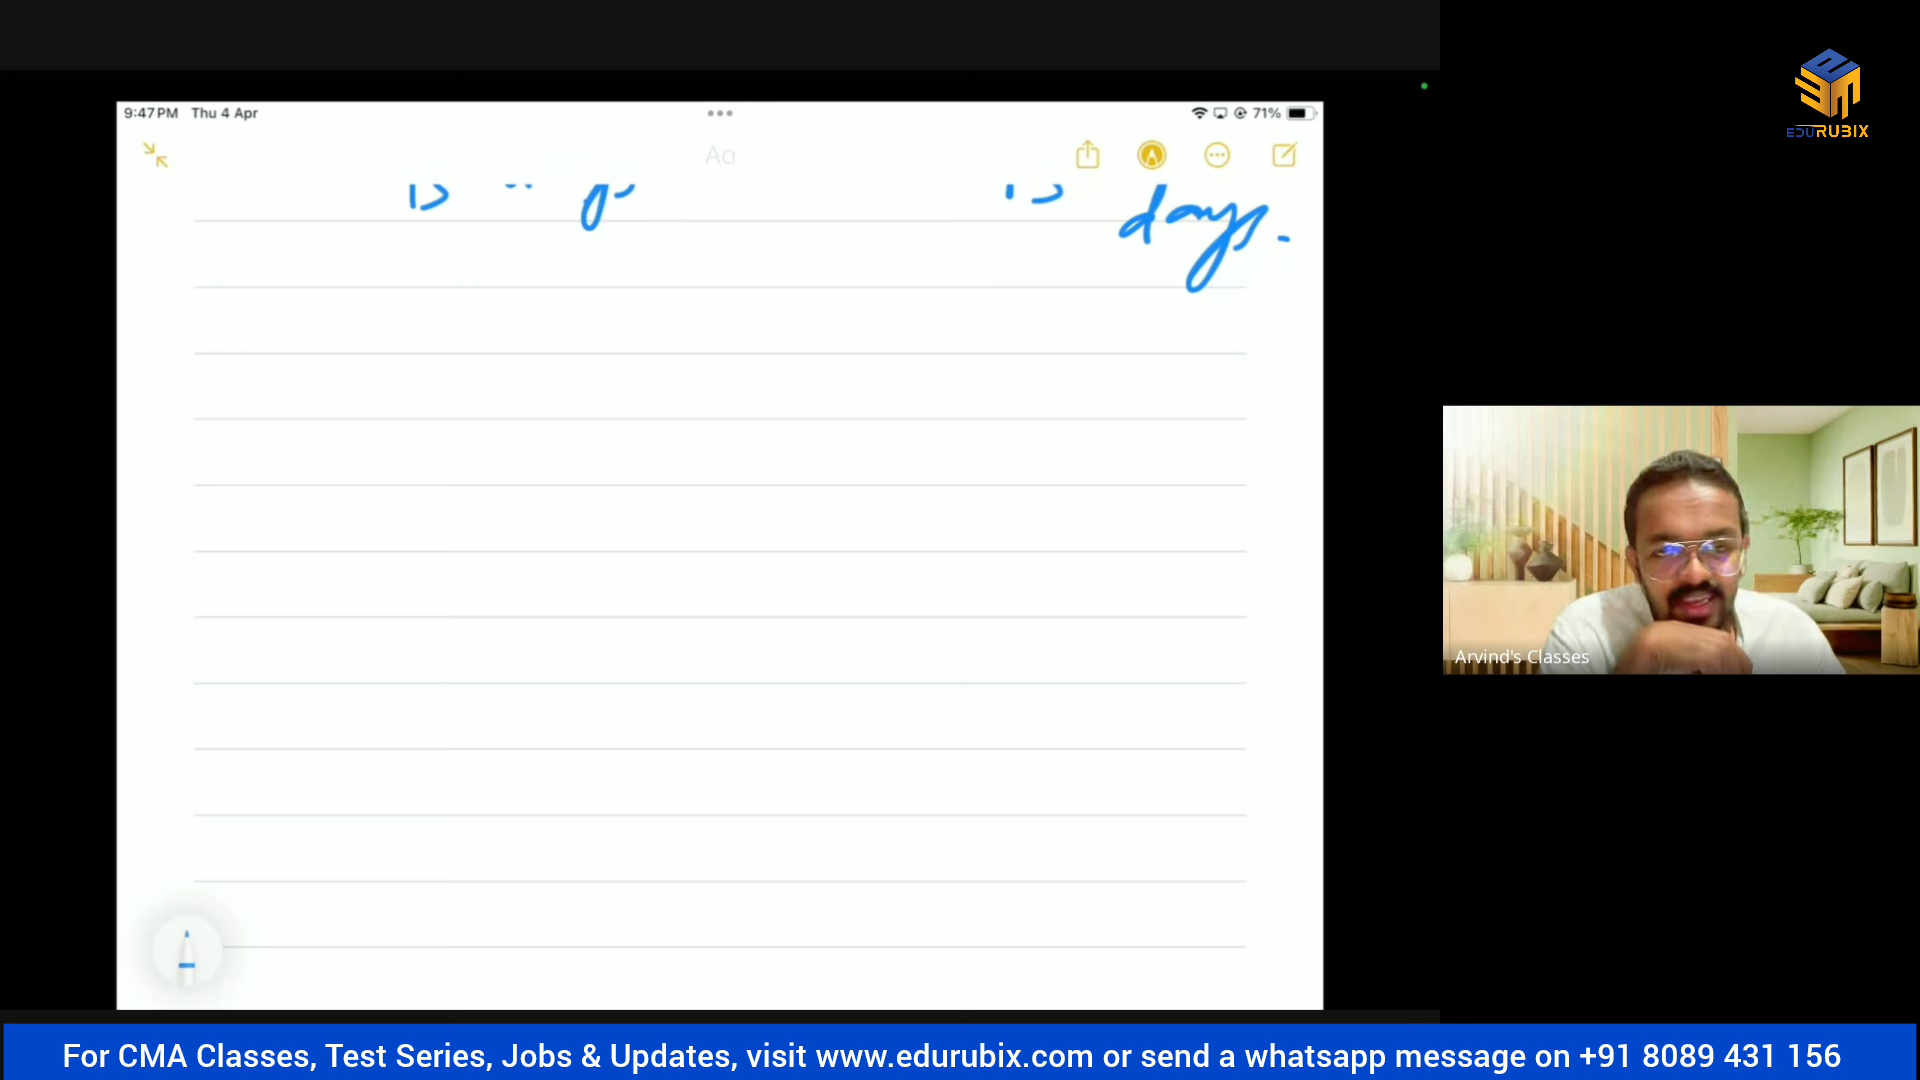 EDURUBIX
9:47 PM Thu 4 Apr
71%
Aa
days.
Arvind's Classes
For CMA Classes, Test Series, Jobs & Updates, visit www.edurubix.com or send a whatsapp message on +91 8089 431 156